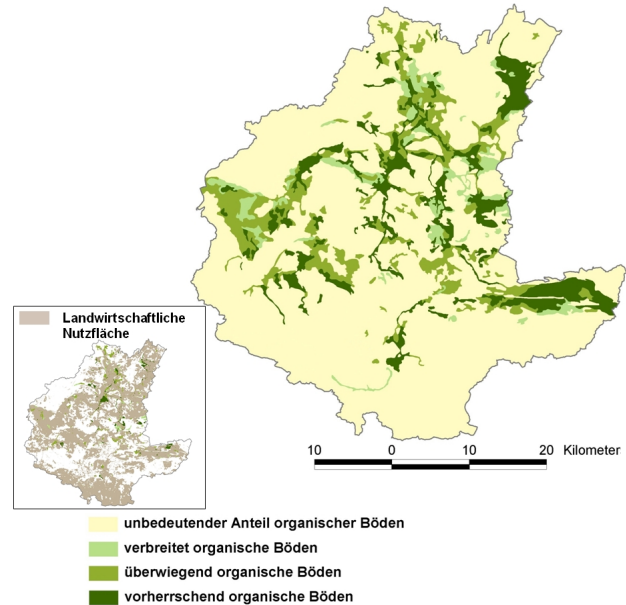 Landwirtschaftliche
Nutzfläche
10 0 10 20 Kilometer
unbedeutender Anteil organischer Böden
verbreitet organische Böden
überwiegend organische Böden
vorherrschend organische Böden